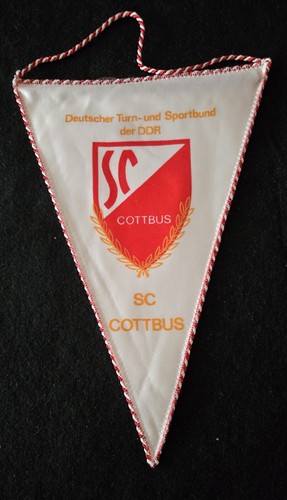 Deutscher Turn- und Sportbund
der DDR
SC
COTTBUS
SC
COTTBUS